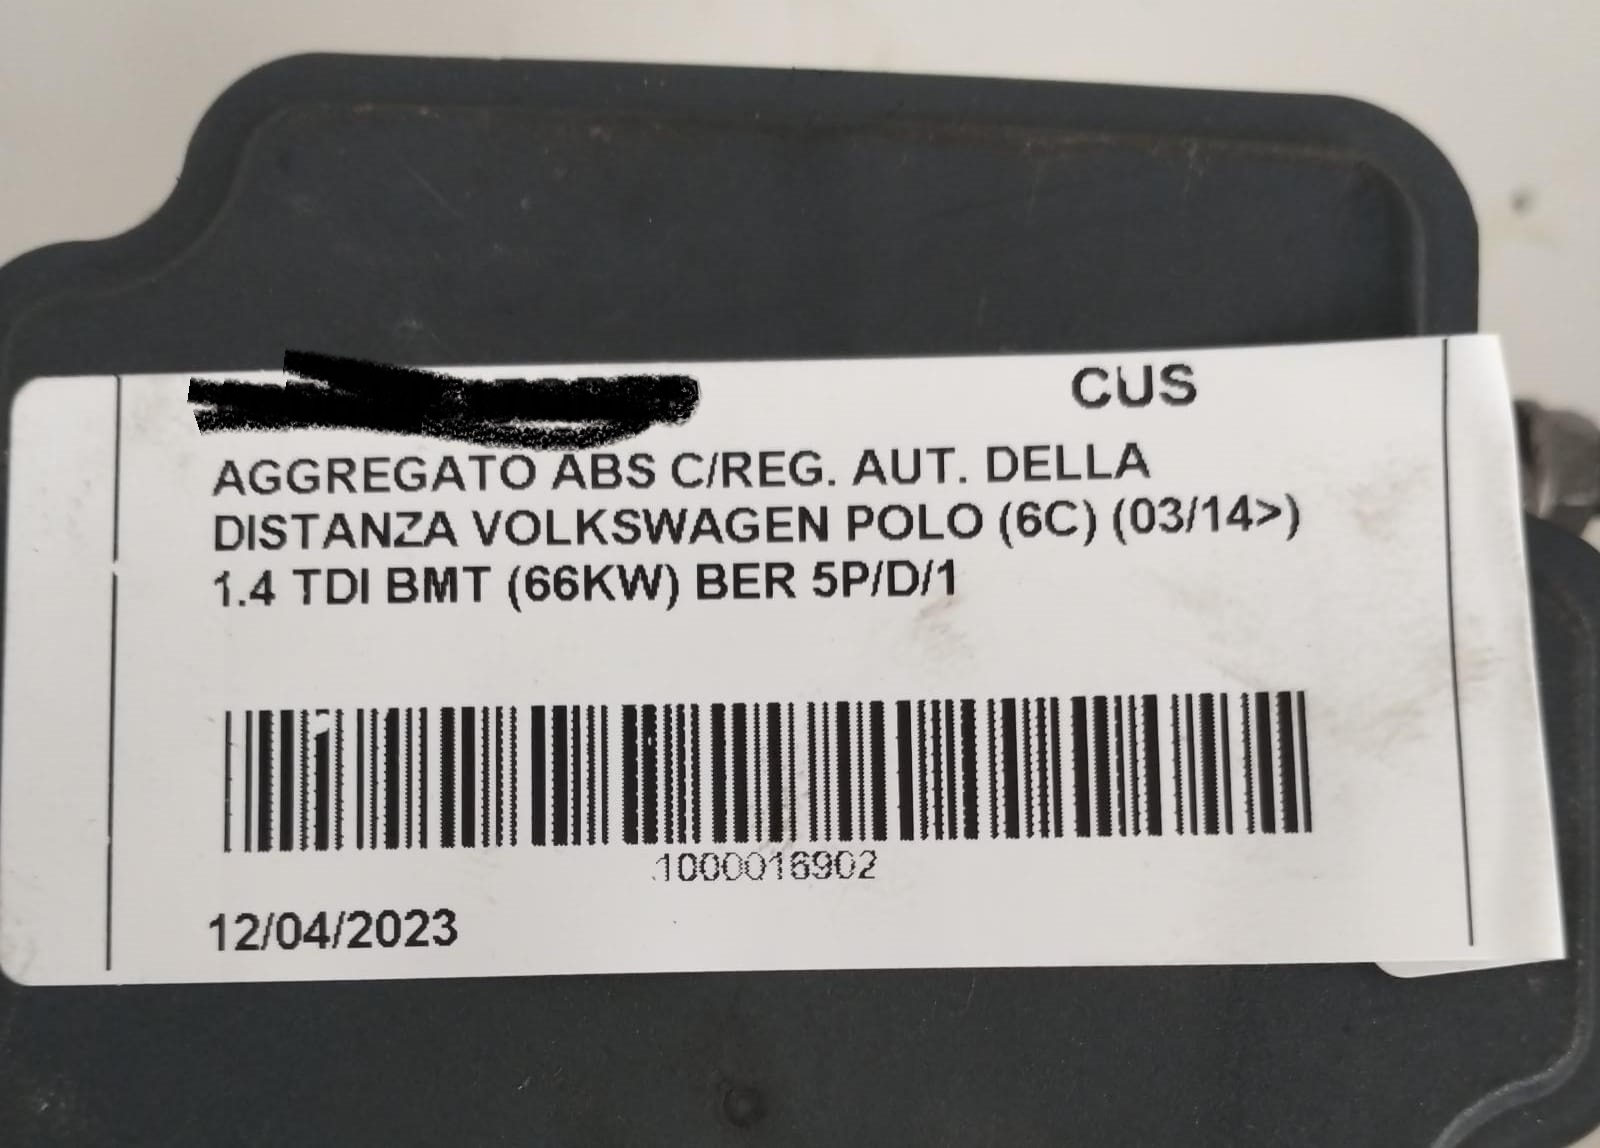 CUS
AGGREGATO ABS C/REG. AUT. DELLA
DISTANZA VOLKSWAGEN POLO (6C) (03/14>)
1.4 TDI BMT (66KW) BER 5P/D/1
1000016902
12/04/2023